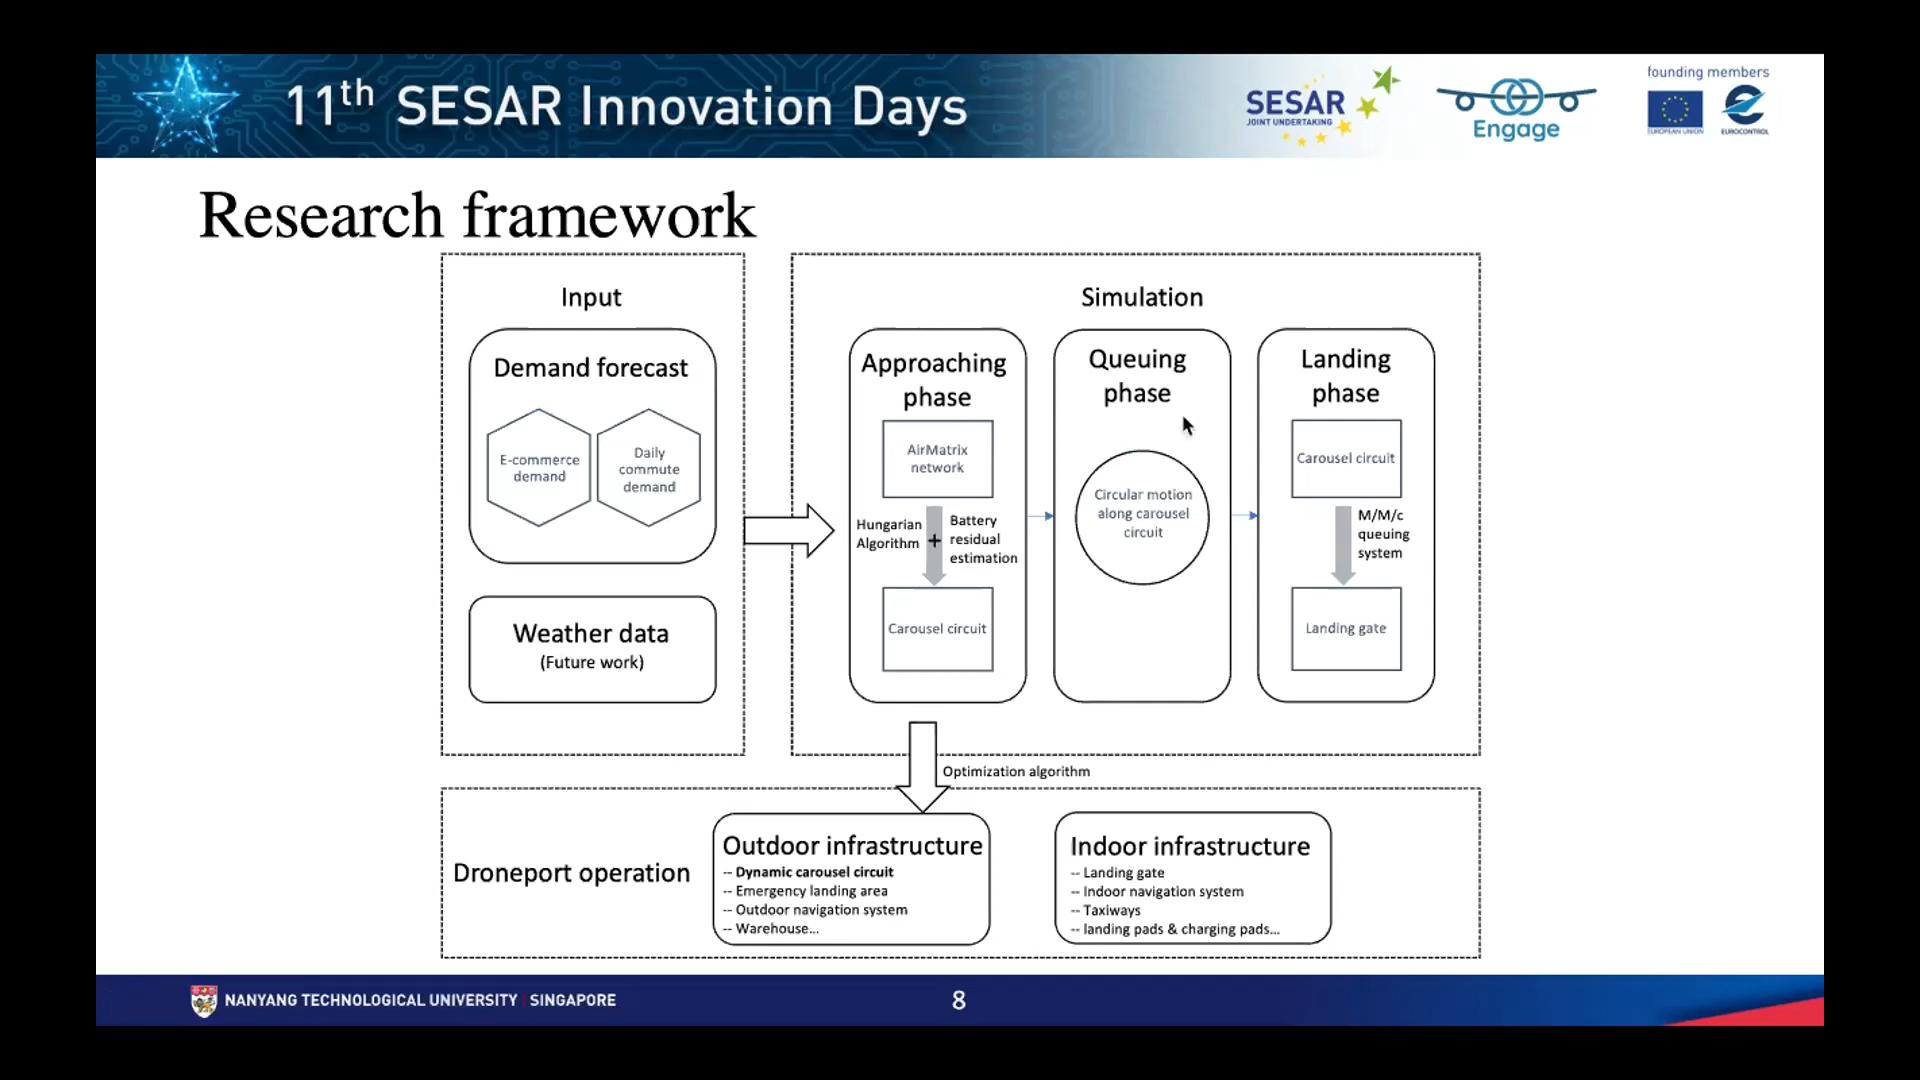 11th SESAR Innovation Days
SESAR
JOINT UNDERTAKING
Engage
founding members
EUROPEAN UNION
EUROCONTROL
Research framework
Input
Demand forecast
E-commerce
demand
Daily
commute
demand
Weather data
(Future work)
Simulation
Approaching
phase
AirMatrix
network
Hungarian
Algorithm
+
Battery
residual
estimation
Carousel circuit
Queuing
phase
Circular motion
along carousel
circuit
Landing
phase
Carousel circuit
M/M/c
queuing
system
Landing gate
Optimization algorithm
Droneport operation
Outdoor infrastructure
-- Dynamic carousel circuit
-- Emergency landing area
-- Outdoor navigation system
-- Warehouse...
Indoor infrastructure
-- Landing gate
-- Indoor navigation system
-- Taxiways
-- landing pads & charging pads...
NANYANG TECHNOLOGICAL UNIVERSITY | SINGAPORE
8